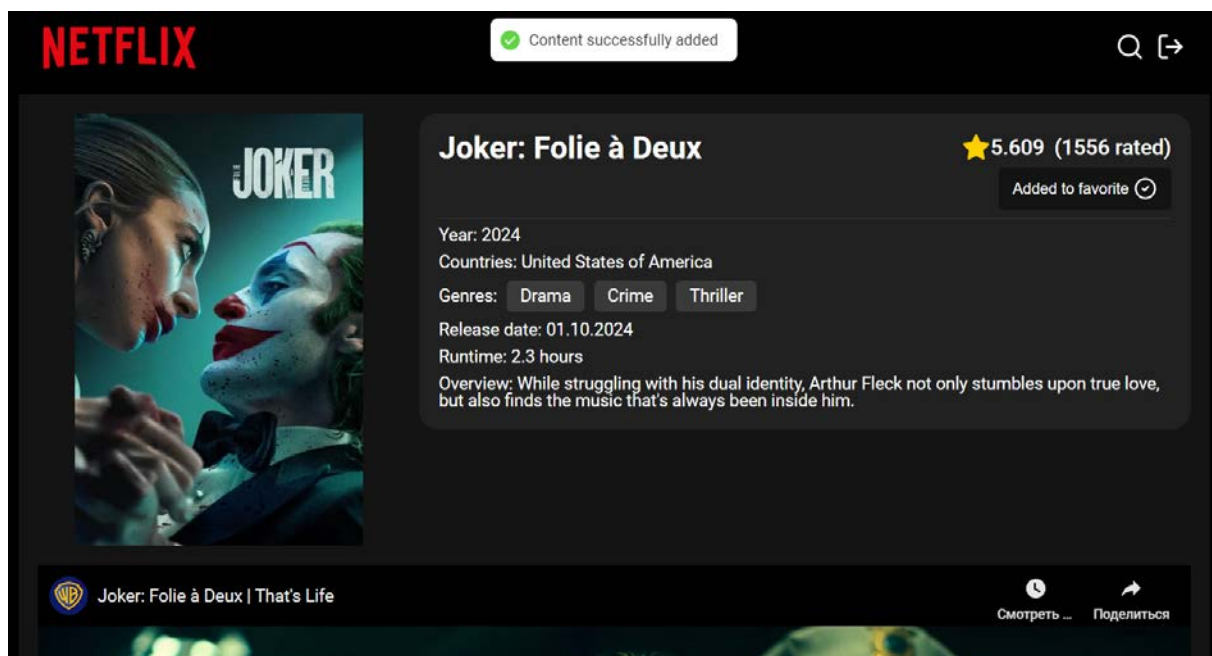 NETFLIX
Content successfully added
JOKER
Joker: Folie à Deux
5.609 (1556 rated)
Added to favorite
Year: 2024
Countries: United States of America
Genres: Drama Crime Thriller
Release date: 01.10.2024
Runtime: 2.3 hours
Overview: While struggling with his dual identity, Arthur Fleck not only stumbles upon true love,
but also finds the music that's always been inside him.
WB
Joker: Folie à Deux | That's Life
Смотреть ...
Поделиться